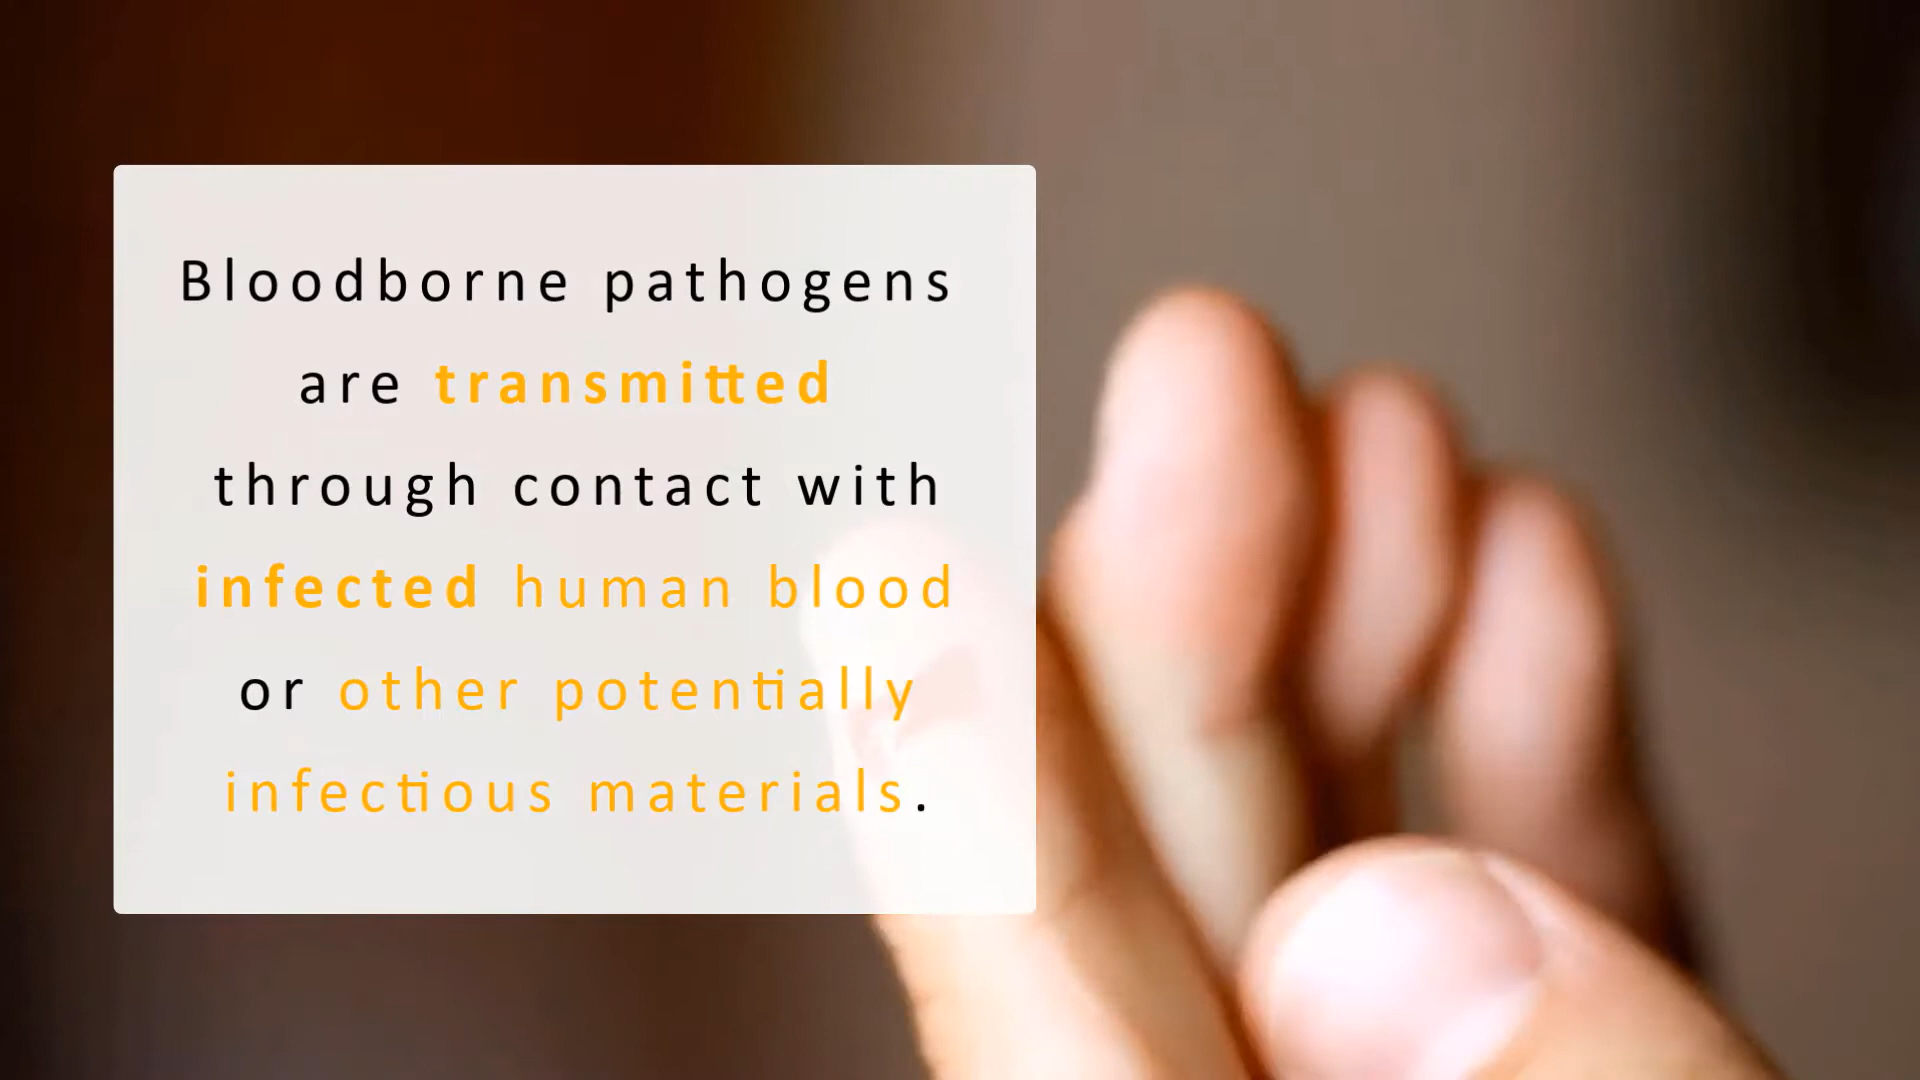 Bloodborne pathogens
are transmitted
through contact with
infected human blood
or other potentially
infectious materials.